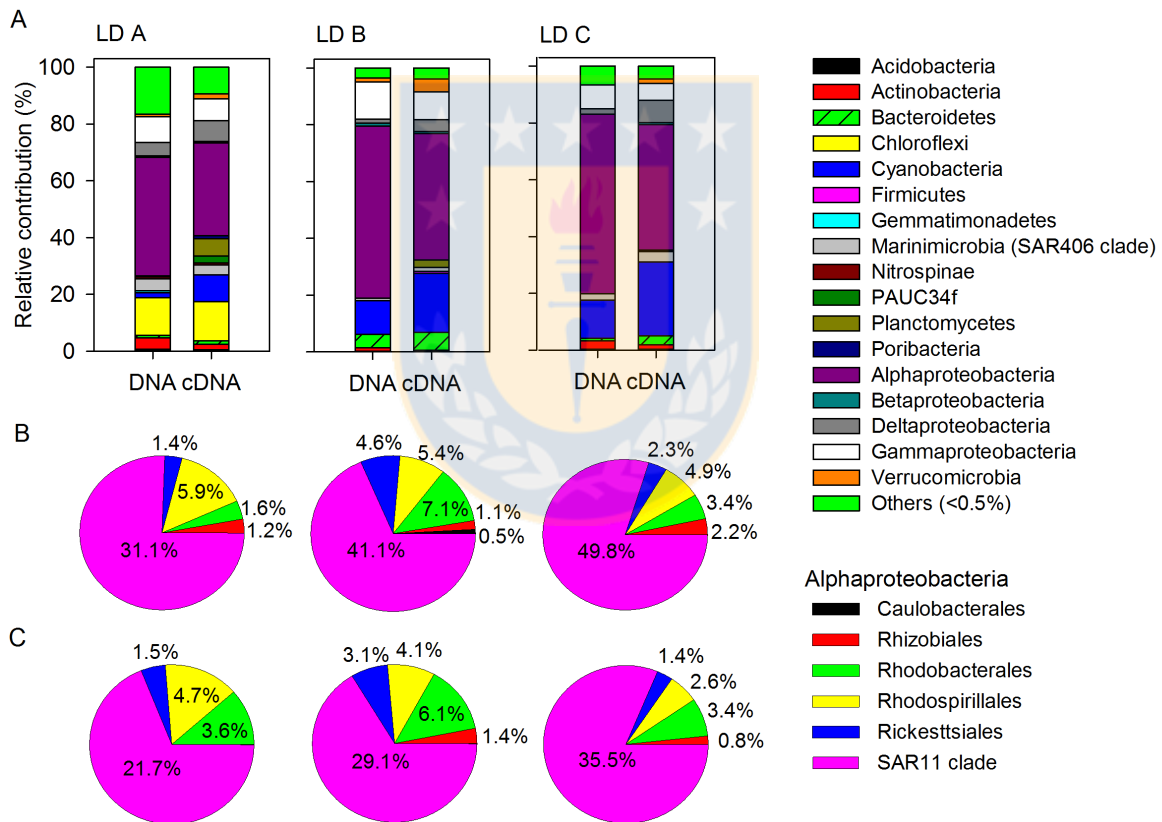 A
LD A
LD B
LD C
Relative contribution (%)
100
80
60
40
20
0
DNA cDNA
DNA cDNA
DNA cDNA
Acidobacteria
Actinobacteria
Bacteroidetes
Chloroflexi
Cyanobacteria
Firmicutes
Gemmatimonadetes
Marinimicrobia (SAR406 clade)
Nitrospinae
PAUC34f
Planctomycetes
Poribacteria
Alphaproteobacteria
Betaproteobacteria
Deltaproteobacteria
Gammaproteobacteria
Verrucomicrobia
Others (<0.5%)
B
1.4%
5.9%
1.6%
1.2%
31.1%
4.6%
5.4%
7.1%
1.1%
0.5%
41.1%
2.3%
4.9%
3.4%
2.2%
49.8%
C
1.5%
4.7%
3.6%
21.7%
3.1%
4.1%
6.1%
1.4%
29.1%
1.4%
2.6%
3.4%
0.8%
35.5%
Alphaproteobacteria
Caulobacterales
Rhizobiales
Rhodobacterales
Rhodospirillales
Rickesttsiales
SAR11 clade